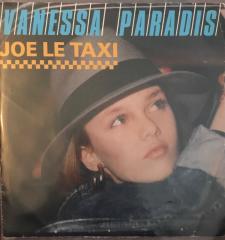 VANESSA PARADIS
JOE LE TAXI